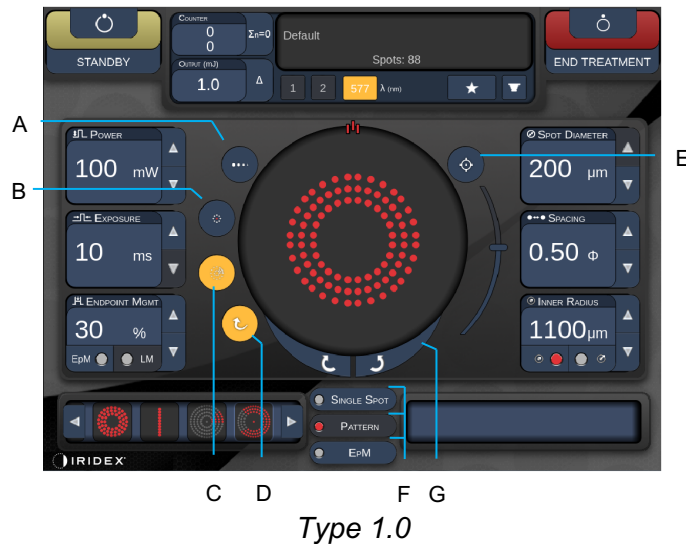 STANDBY
COUNTER
0
0
Σn=0
OUTPUT (mJ)
1.0
Δ
Default
Spots: 88
1 2 577 λ (nm)
END TREATMENT
A
B
E
POWER
100 mW
EXPOSURE
10 ms
ENDPOINT MGMT
30 %
EpM LM
SPOT DIAMETER
200 µm
SPACING
0.50 Φ
INNER RADIUS
1100µm
SINGLE SPOT
PATTERN
EPM
IRIDEX
C D F G
Type 1.0